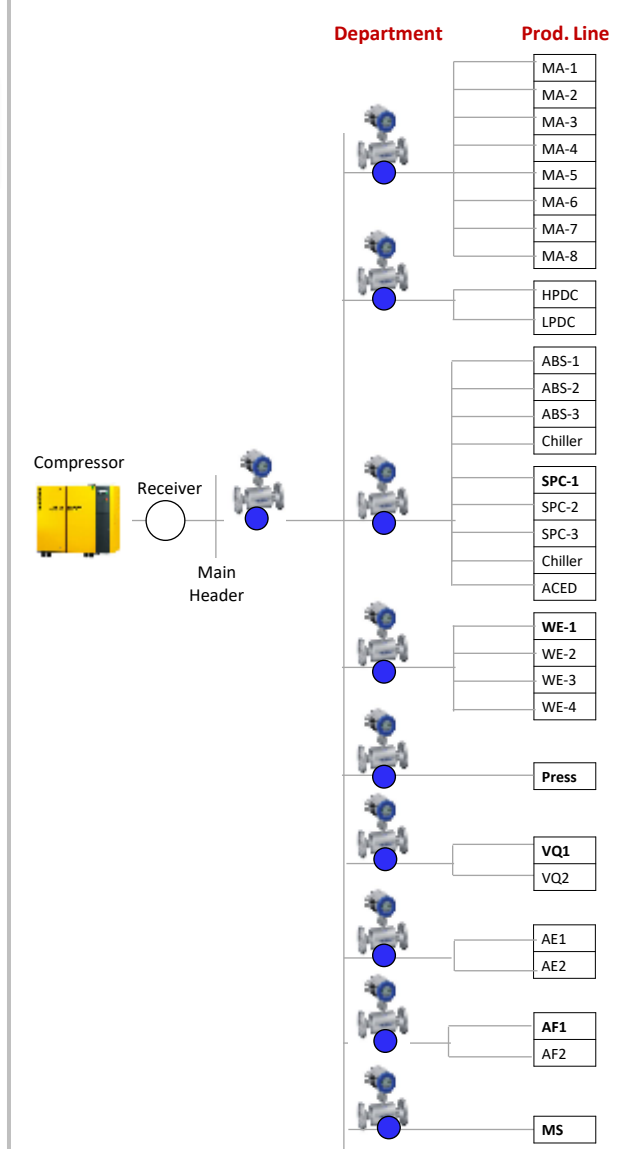 Department
Prod. Line
MA-1
MA-2
MA-3
MA-4
MA-5
MA-6
MA-7
MA-8
HPDC
LPDC
ABS-1
ABS-2
ABS-3
Chiller
Compressor
Receiver
Main
Header
SPC-1
SPC-2
SPC-3
Chiller
ACED
WE-1
WE-2
WE-3
WE-4
Press
VQ1
VQ2
AE1
AE2
AF1
AF2
MS